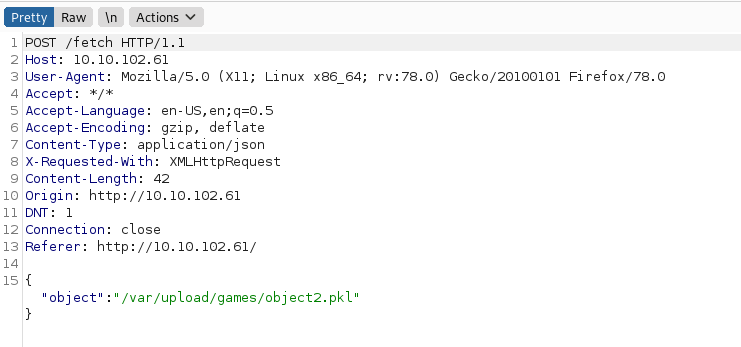 Pretty Raw \n Actions
1 POST /fetch HTTP/1.1
2 Host: 10.10.102.61
3 User-Agent: Mozilla/5.0 (X11; Linux x86_64; rv:78.0) Gecko/20100101 Firefox/78.0
4 Accept: */*
5 Accept-Language: en-US,en;q=0.5
6 Accept-Encoding: gzip, deflate
7 Content-Type: application/json
8 X-Requested-With: XMLHttpRequest
9 Content-Length: 42
10 Origin: http://10.10.102.61
11 DNT: 1
12 Connection: close
13 Referer: http://10.10.102.61/
14
15 {
"object":"/var/upload/games/object2.pkl"
}